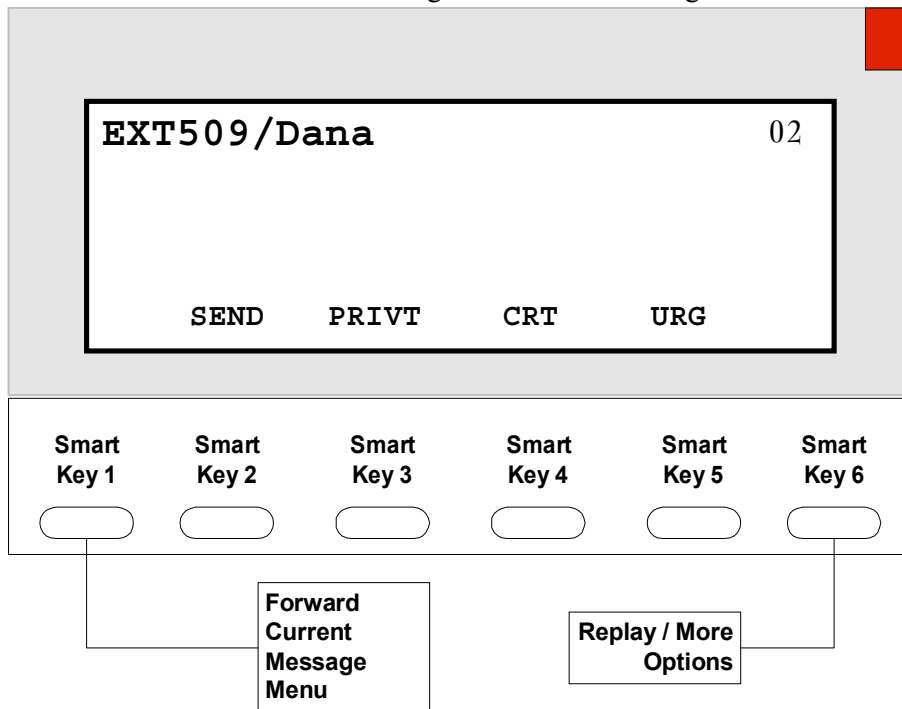 EXT509/Dana 02
SEND PRIVT CRT URG
Smart Key 1
Smart Key 2
Smart Key 3
Smart Key 4
Smart Key 5
Smart Key 6
Forward
Current
Message
Menu
Replay / More
Options